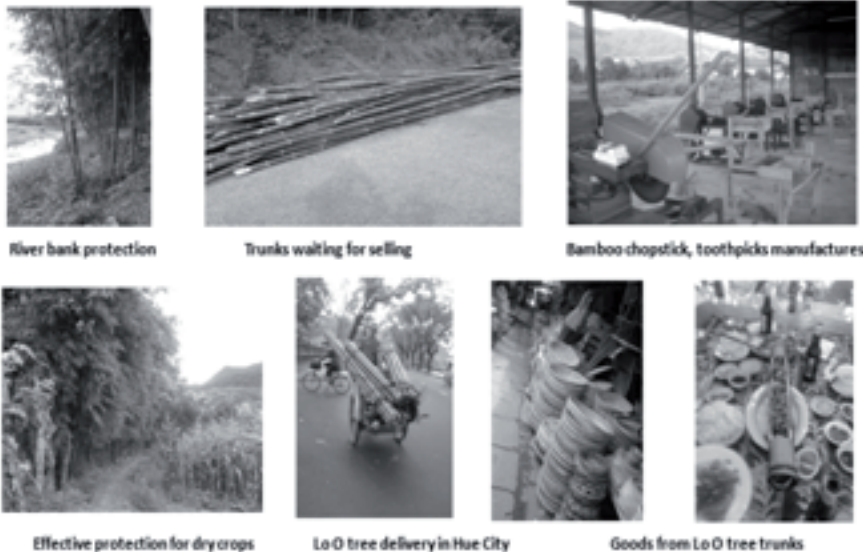 River bank protection
Trunks waiting for selling
Bamboo chopstick, toothpicks manufactures
Effective protection for dry crops
Lo O tree delivery in Hue City
Goods from Lo O tree trunks